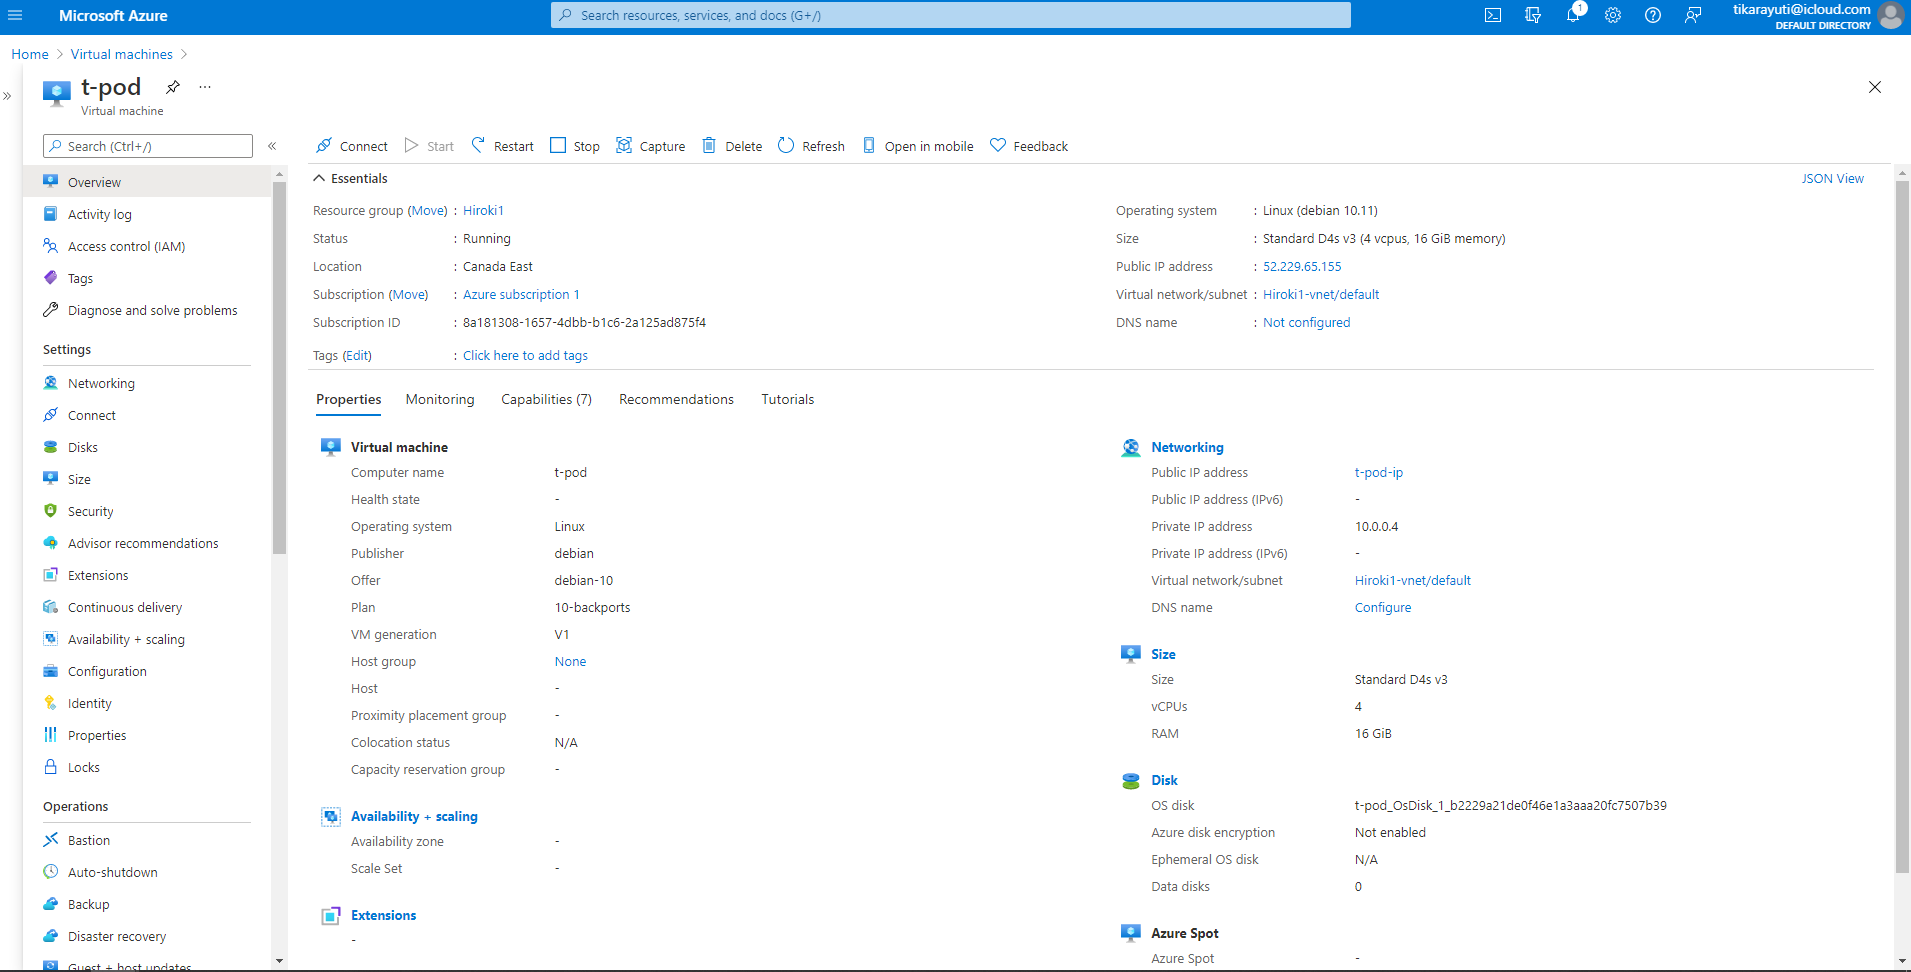 Microsoft Azure
Search resources, services, and docs (G+/)
1
tikarayuti@icloud.com
DEFAULT DIRECTORY
Home > Virtual machines >
t-pod
Virtual machine
Search (Ctrl+/)
Overview
Activity log
Access control (IAM)
Tags
Diagnose and solve problems
Settings
Networking
Connect
Disks
Size
Security
Advisor recommendations
Extensions
Continuous delivery
Availability + scaling
Configuration
Identity
Properties
Locks
Operations
Bastion
Auto-shutdown
Backup
Disaster recovery
Guest + host updates
Connect Start Restart Stop Capture Delete Refresh Open in mobile Feedback
Essentials
JSON View
Resource group (Move) : Hiroki1
Status : Running
Location : Canada East
Subscription (Move) : Azure subscription 1
Subscription ID : 8a181308-1657-4dbb-b1c6-2a125ad875f4
Tags (Edit) : Click here to add tags
Operating system : Linux (debian 10.11)
Size : Standard D4s v3 (4 vcpus, 16 GiB memory)
Public IP address : 52.229.65.155
Virtual network/subnet : Hiroki1-vnet/default
DNS name : Not configured
Properties Monitoring Capabilities (7) Recommendations Tutorials
Virtual machine
Computer name t-pod
Health state -
Operating system Linux
Publisher debian
Offer debian-10
Plan 10-backports
VM generation V1
Host group None
Host -
Proximity placement group -
Colocation status N/A
Capacity reservation group -
Availability + scaling
Availability zone -
Scale Set -
Extensions
-
Networking
Public IP address t-pod-ip
Public IP address (IPv6) -
Private IP address 10.0.0.4
Private IP address (IPv6) -
Virtual network/subnet Hiroki1-vnet/default
DNS name Configure
Size
Size Standard D4s v3
vCPUs 4
RAM 16 GiB
Disk
OS disk t-pod_OsDisk_1_b2229a21de0f46e1a3aaa20fc7507b39
Azure disk encryption Not enabled
Ephemeral OS disk N/A
Data disks 0
Azure Spot
Azure Spot -